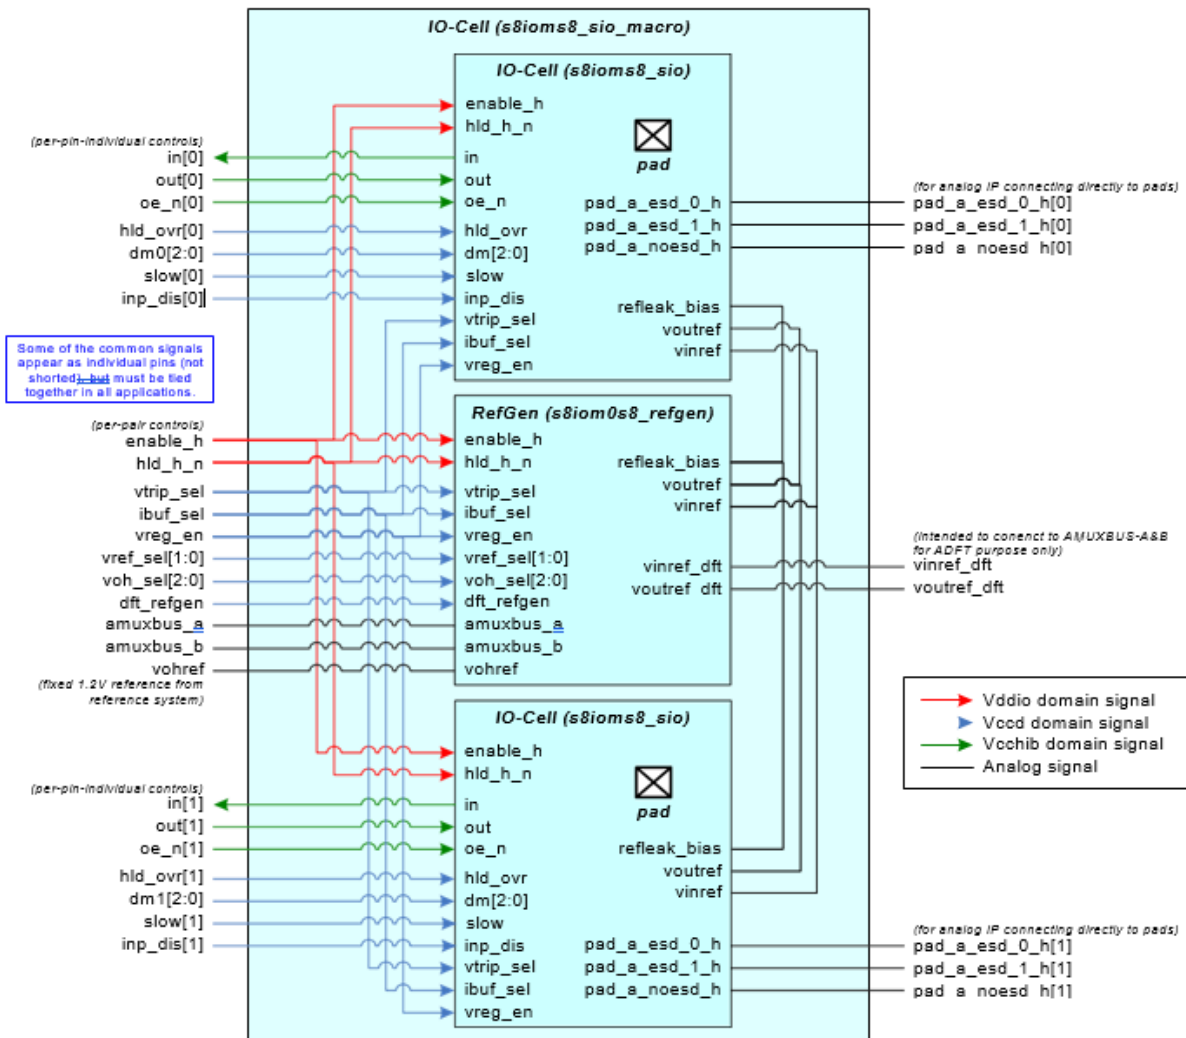 IO-Cell (s8ioms8_sio_macro)
IO-Cell (s8ioms8_sio)
enable_h
hld_h_n
in
out
oe_n
hld_ovr
dm[2:0]
slow
inp_dis
vtrip_sel
ibuf_sel
vreg_en
pad
pad_a_esd_0_h
pad_a_esd_1_h
pad_a_noesd_h
refleak_bias
voutref
vinref
(per-pin-individual controls)
in[0]
out[0]
oe_n[0]
hld_ovr[0]
dm0[2:0]
slow[0]
inp_dis[0]
(for analog IP connecting directly to pads)
pad_a_esd_0_h[0]
pad_a_esd_1_h[0]
pad_a_noesd_h[0]
Some of the common signals
appear as individual pins (not
shorted), but must be tied
together in all applications.
(per-pair controls)
enable_h
hld_h_n
vtrip_sel
ibuf_sel
vreg_en
vref_sel[1:0]
voh_sel[2:0]
dft_refgen
amuxbus_a
amuxbus_b
vohref
(fixed 1.2V reference from
reference system)
RefGen (s8iom0s8_refgen)
enable_h
hld_h_n
vtrip_sel
ibuf_sel
vreg_en
vref_sel[1:0]
voh_sel[2:0]
dft_refgen
amuxbus_a
amuxbus_b
vohref
refleak_bias
voutref
vinref
vinref_dft
voutref_dft
(Intended to conenct to AMUXBUS-A&B
for ADFT purpose only)
vinref_dft
voutref_dft
Vddio domain signal
Vccd domain signal
Vcchib domain signal
Analog signal
IO-Cell (s8ioms8_sio)
enable_h
hld_h_n
in
out
oe_n
hld_ovr
dm[2:0]
slow
inp_dis
vtrip_sel
ibuf_sel
vreg_en
pad
refleak_bias
voutref
vinref
pad_a_esd_0_h
pad_a_esd_1_h
pad_a_noesd_h
(per-pin-individual controls)
in[1]
out[1]
oe_n[1]
hld_ovr[1]
dm1[2:0]
slow[1]
inp_dis[1]
(for analog IP connecting directly to pads)
pad_a_esd_0_h[1]
pad_a_esd_1_h[1]
pad_a_noesd_h[1]